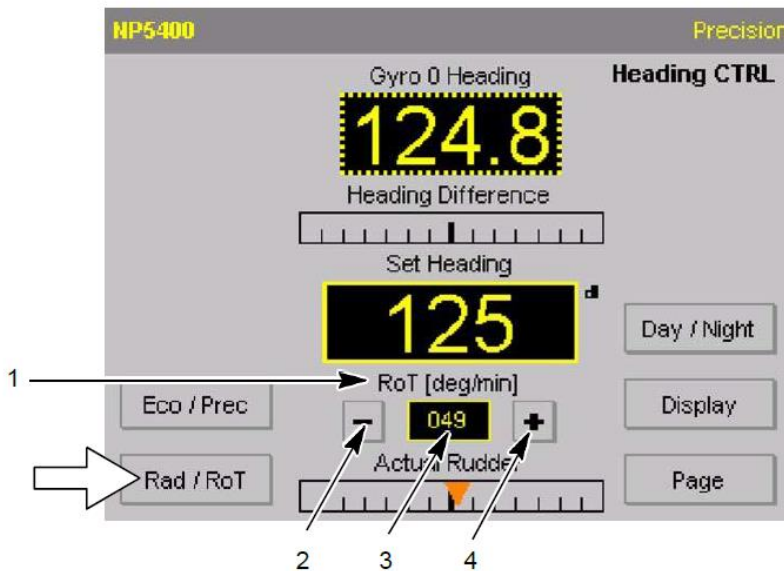 NP5400 Precision
Gyro 0 Heading Heading CTRL
124.8
Heading Difference
Set Heading
125
Day / Night
1 RoT [deg/min]
Eco / Prec - 049 + Display
Rad / RoT Actual Rudder Page
2 3 4